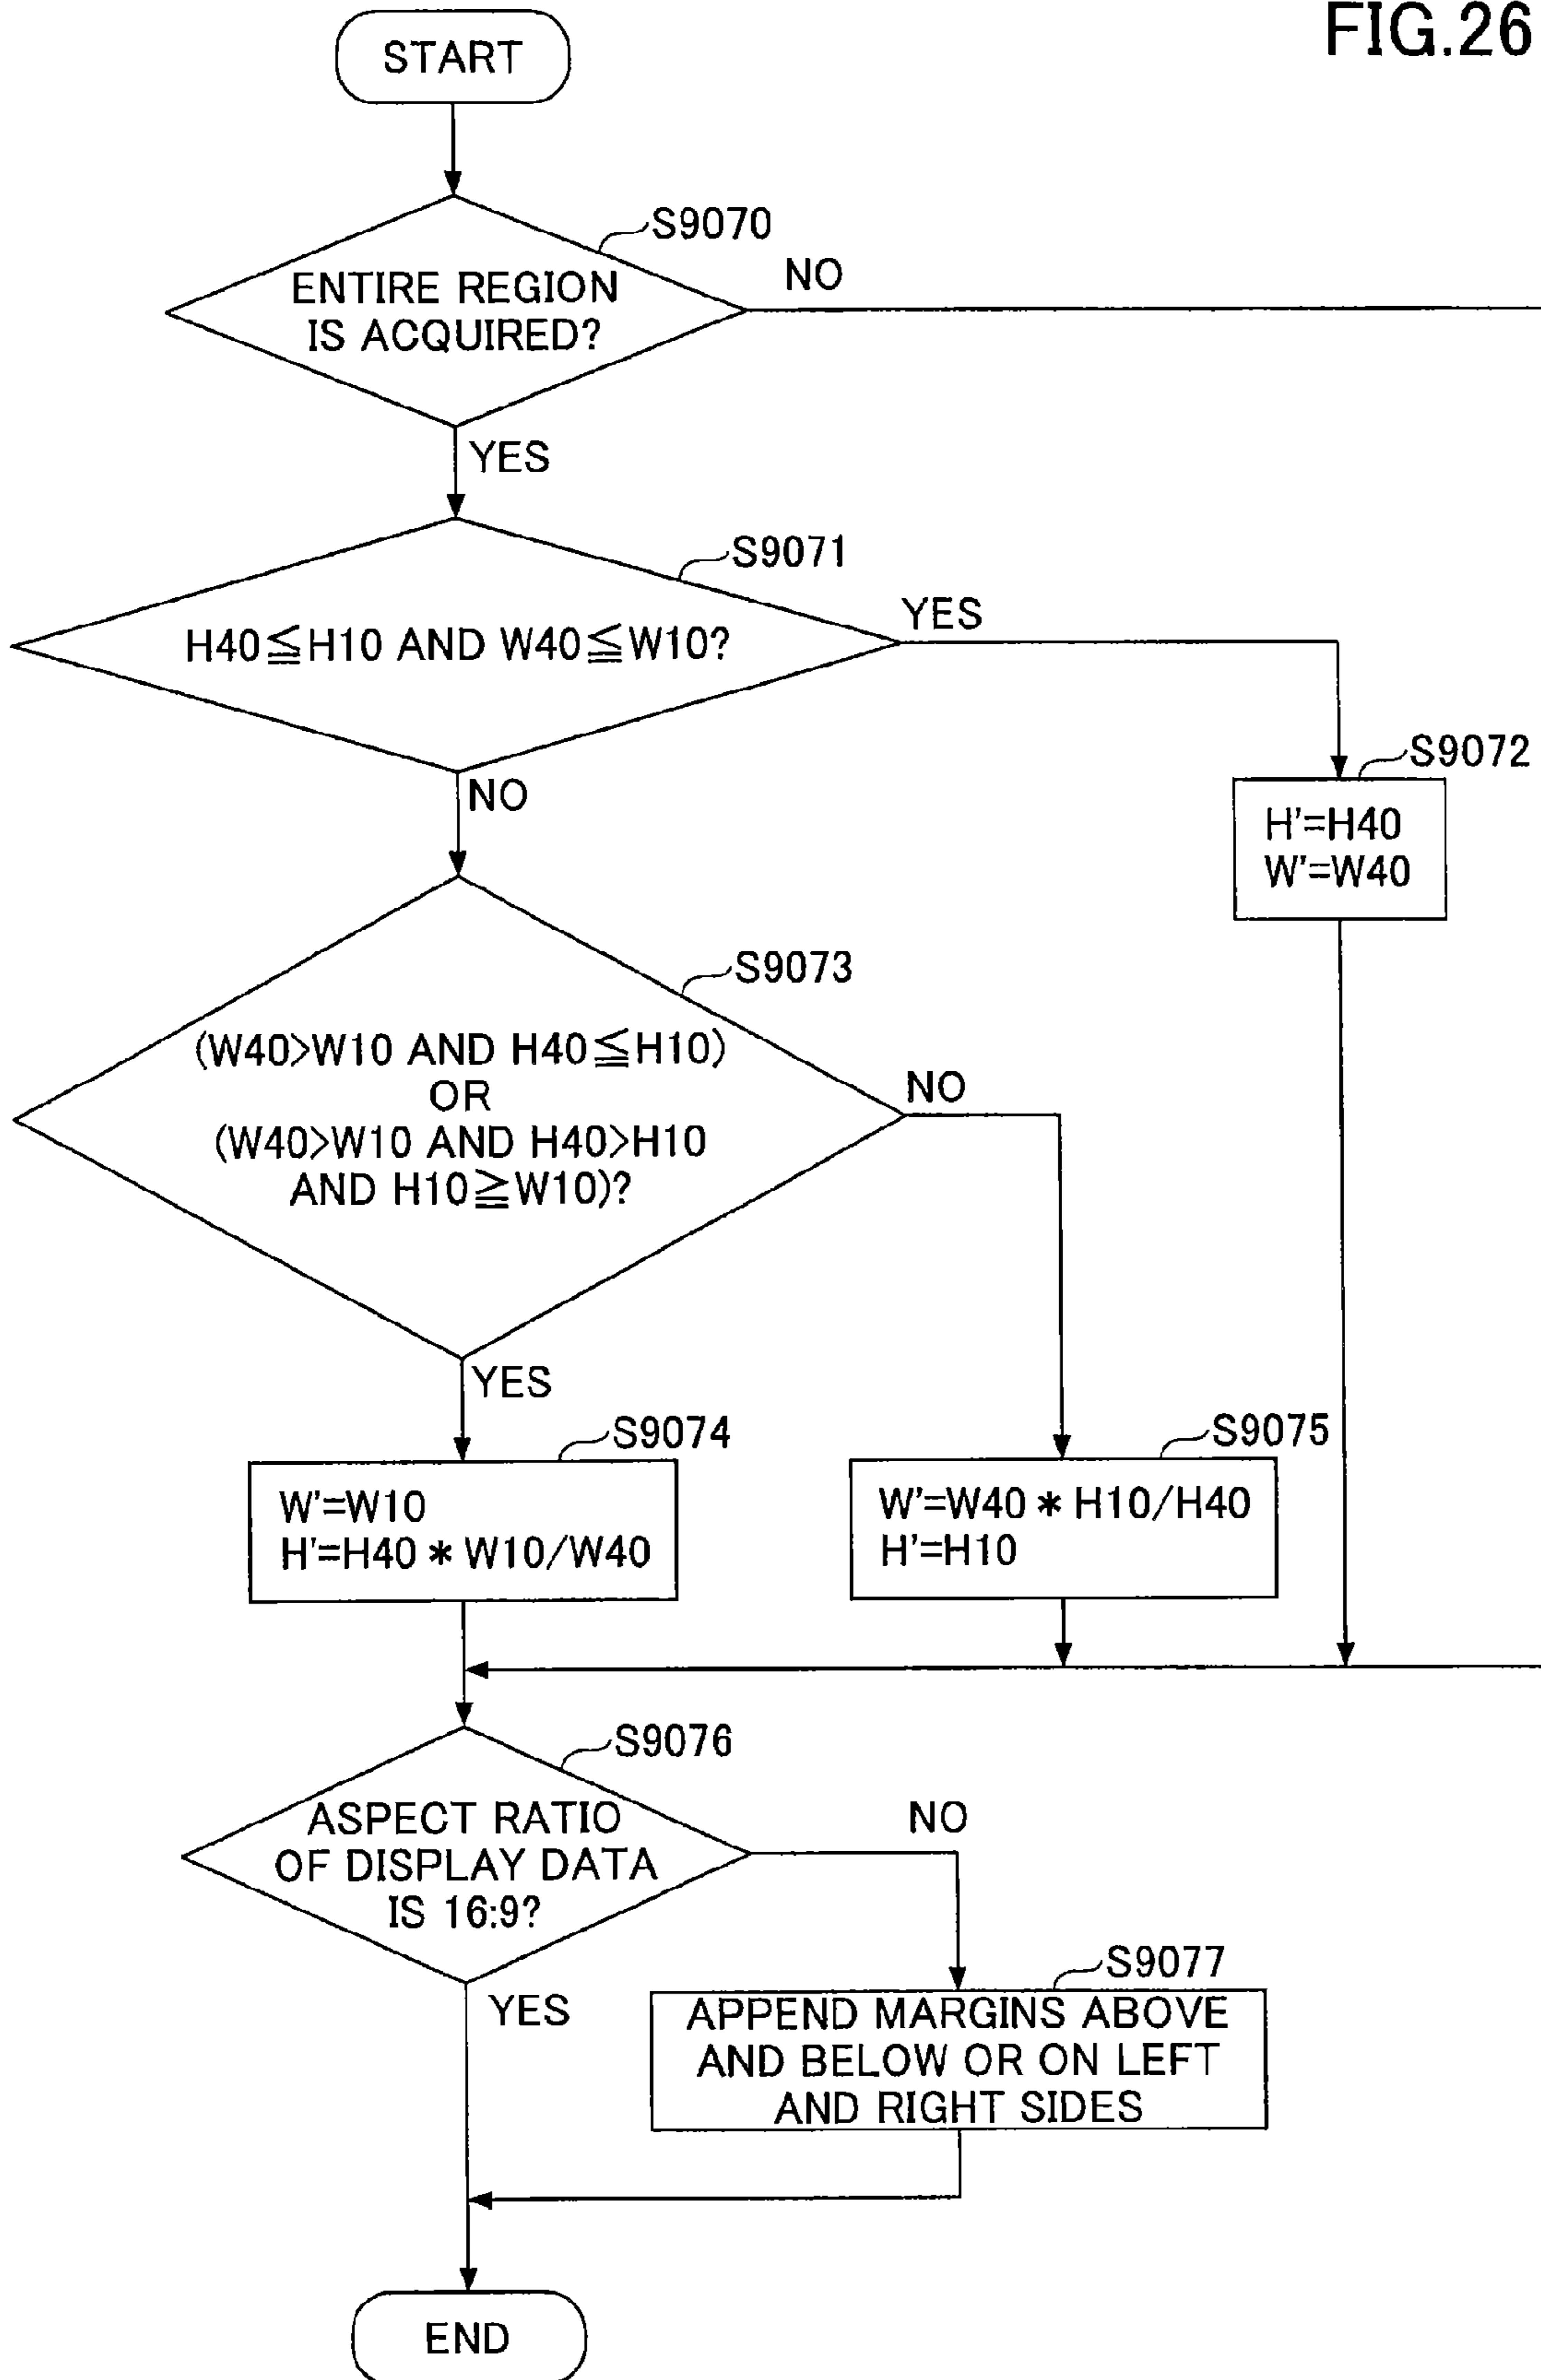 FIG.26
START
S9070
ENTIRE REGION
IS ACQUIRED?
NO
YES
S9071
H40≦H10 AND W40≦W10?
YES
NO
S9072
H'=H40
W'=W40
S9073
(W40>W10 AND H40≦H10)
OR
(W40>W10 AND H40>H10
AND H10≧W10)?
NO
YES
S9074
W'=W10
H'=H40 * W10/W40
S9075
W'=W40 * H10/H40
H'=H10
S9076
ASPECT RATIO
OF DISPLAY DATA
IS 16:9?
NO
YES
S9077
APPEND MARGINS ABOVE
AND BELOW OR ON LEFT
AND RIGHT SIDES
END